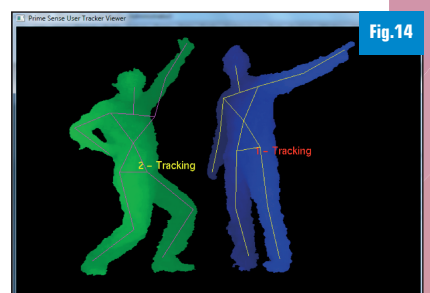 Prime Sense User Tracker Viewer
Fig.14
- Tracking
2 - Tracking